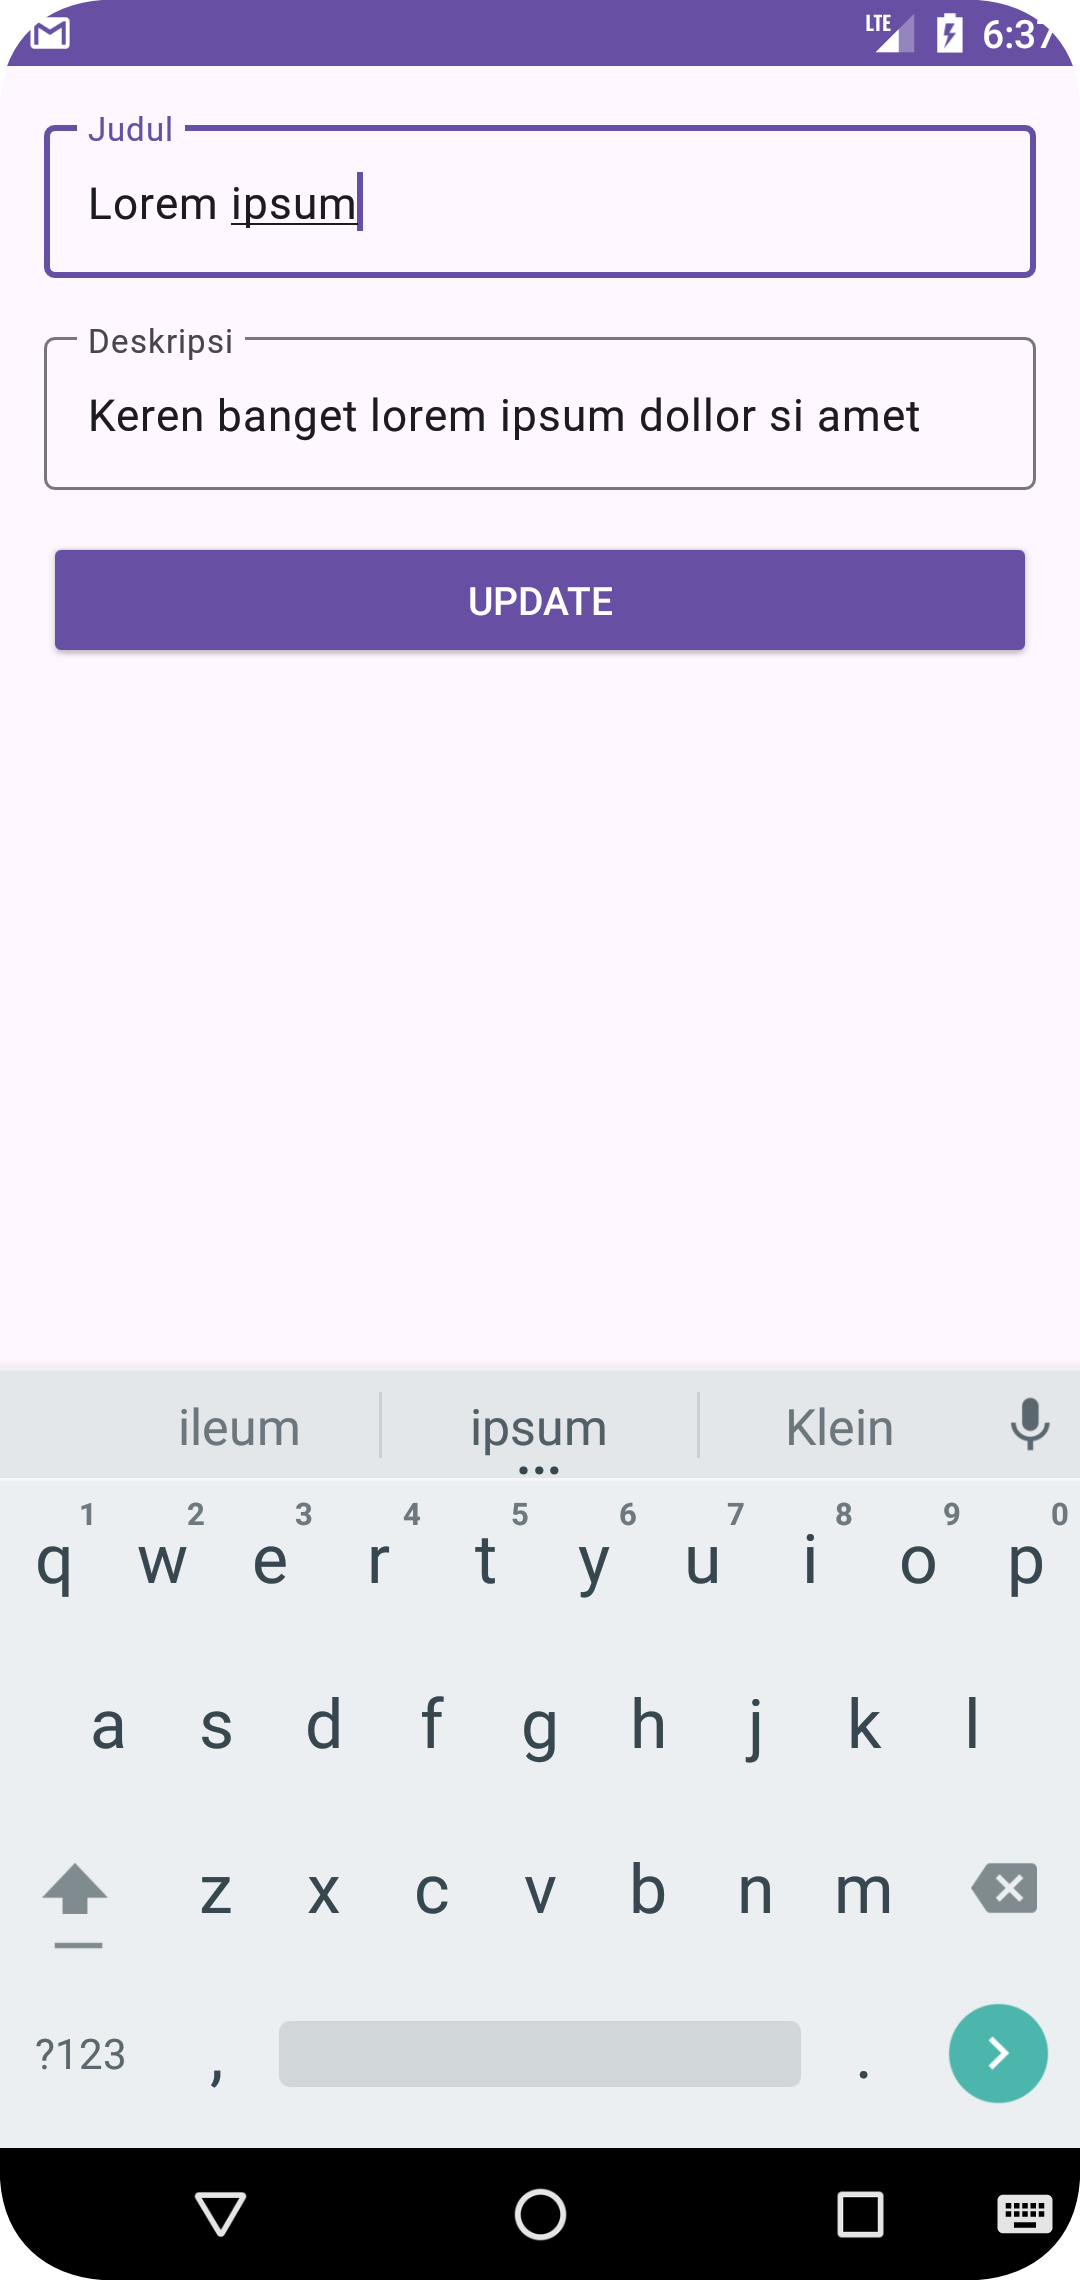 LTE 6:37
Judul
Lorem ipsum
Deskripsi
Keren banget lorem ipsum dollor si amet
UPDATE
ileum ipsum Klein
1 2 3 4 5 6 7 8 9 0
q w e r t y u i o p
a s d f g h j k l
z x c v b n m
?123 , .